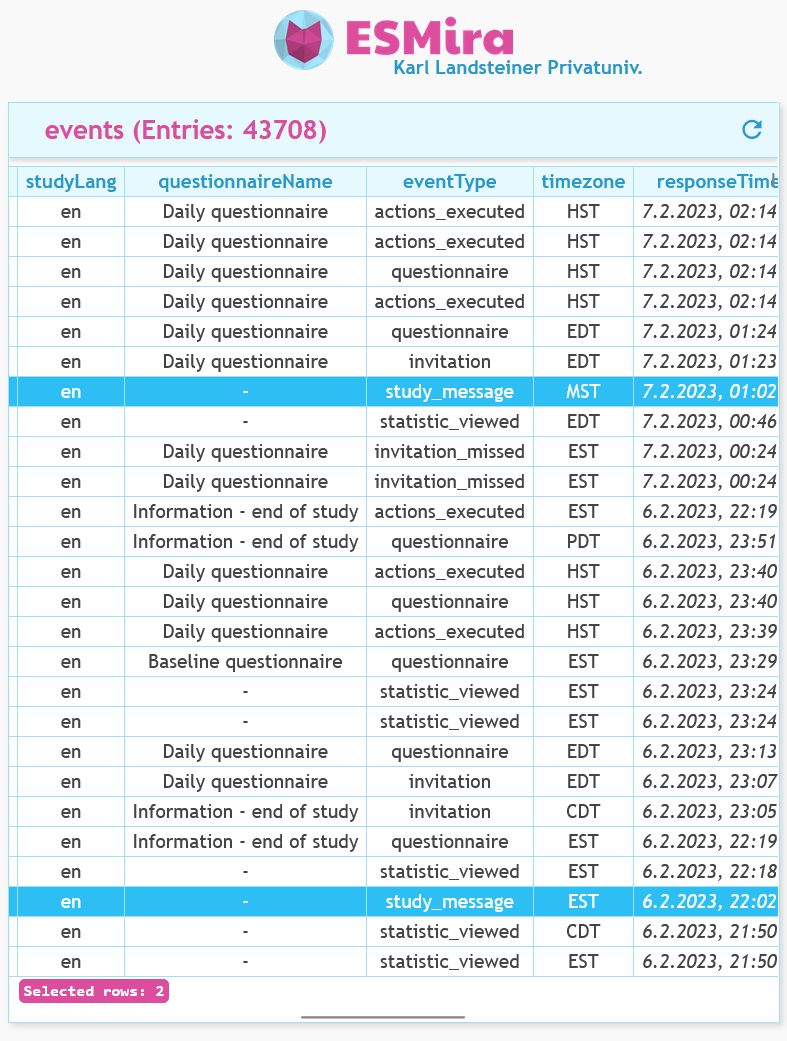 ESMira
Karl Landsteiner Privatuniv.
events (Entries: 43708)
studyLang questionnaireName eventType timezone responseTime
en Daily questionnaire actions_executed HST 7.2.2023, 02:14
en Daily questionnaire actions_executed HST 7.2.2023, 02:14
en Daily questionnaire questionnaire HST 7.2.2023, 02:14
en Daily questionnaire actions_executed HST 7.2.2023, 02:14
en Daily questionnaire questionnaire EDT 7.2.2023, 01:24
en Daily questionnaire invitation EDT 7.2.2023, 01:23
en - study_message MST 7.2.2023, 01:02
en - statistic_viewed EDT 7.2.2023, 00:46
en Daily questionnaire invitation_missed EST 7.2.2023, 00:24
en Daily questionnaire invitation_missed EST 7.2.2023, 00:24
en Information - end of study actions_executed EST 6.2.2023, 22:19
en Information - end of study questionnaire PDT 6.2.2023, 23:51
en Daily questionnaire actions_executed HST 6.2.2023, 23:40
en Daily questionnaire questionnaire HST 6.2.2023, 23:40
en Daily questionnaire actions_executed HST 6.2.2023, 23:39
en Baseline questionnaire questionnaire EST 6.2.2023, 23:29
en - statistic_viewed EST 6.2.2023, 23:24
en - statistic_viewed EST 6.2.2023, 23:24
en Daily questionnaire questionnaire EDT 6.2.2023, 23:13
en Daily questionnaire invitation EDT 6.2.2023, 23:07
en Information - end of study invitation CDT 6.2.2023, 23:05
en Information - end of study questionnaire EST 6.2.2023, 22:19
en - statistic_viewed EST 6.2.2023, 22:18
en - study_message EST 6.2.2023, 22:02
en - statistic_viewed CDT 6.2.2023, 21:50
en - statistic_viewed EST 6.2.2023, 21:50
Selected rows: 2